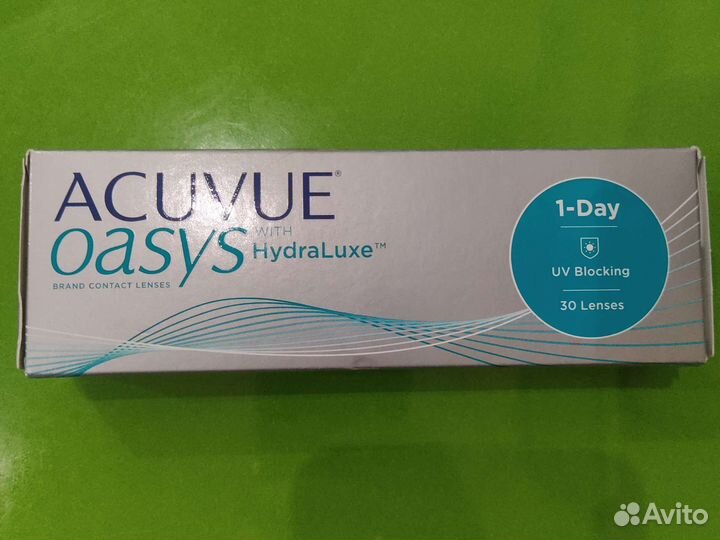 ACUVUE®
oasys WITH HydraLuxe™
BRAND CONTACT LENSES
1-Day
UV Blocking
30 Lenses
Avito